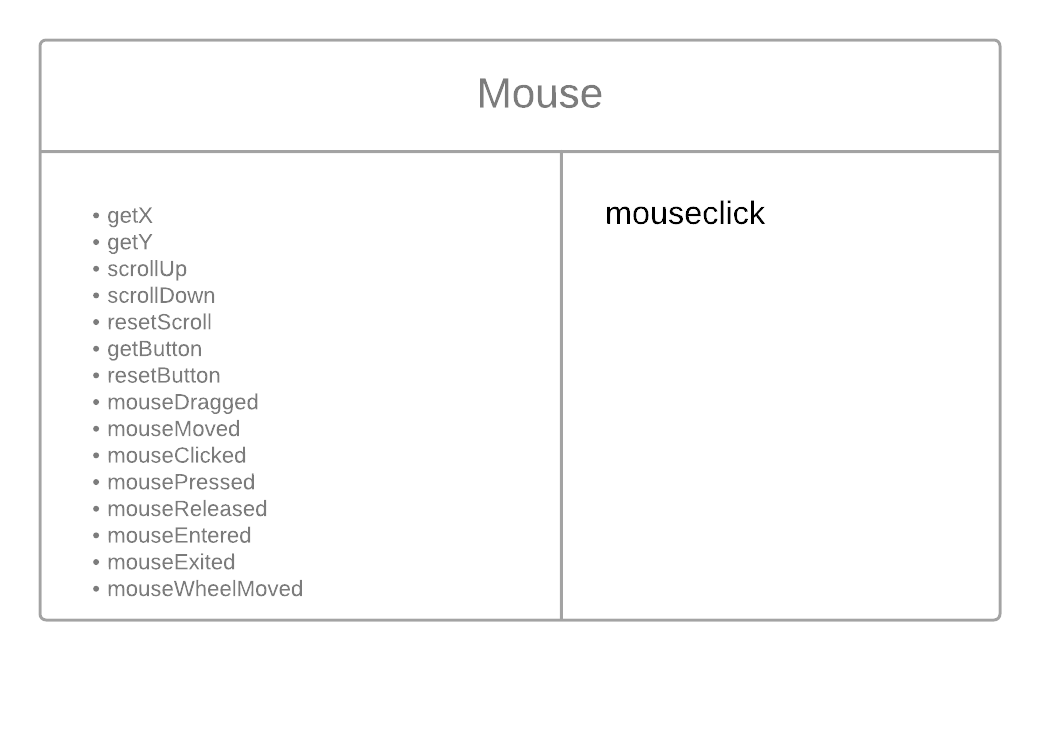 Mouse
• getX
• getY
• scrollUp
• scrollDown
• resetScroll
• getButton
• resetButton
• mouseDragged
• mouseMoved
• mouseClicked
• mousePressed
• mouseReleased
• mouseEntered
• mouseExited
• mouseWheelMoved
mouseclick